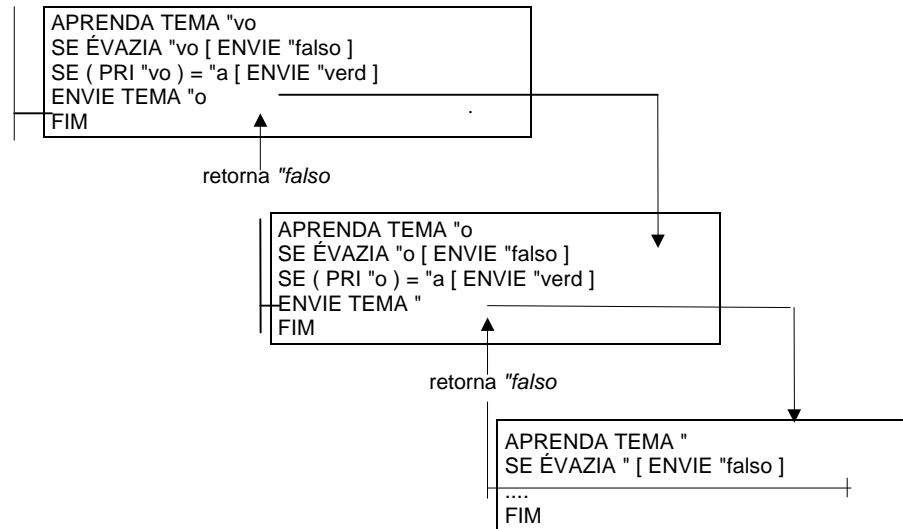 APRENDA TEMA "vo
SE ÉVAZIA "vo [ ENVIE "falso ]
SE ( PRI "vo ) = "a [ ENVIE "verd ]
ENVIE TEMA "o
FIM
retorna "falso
APRENDA TEMA "o
SE ÉVAZIA "o [ ENVIE "falso ]
SE ( PRI "o ) = "a [ ENVIE "verd ]
ENVIE TEMA "
FIM
retorna "falso
APRENDA TEMA "
SE ÉVAZIA " [ ENVIE "falso ]
....
FIM